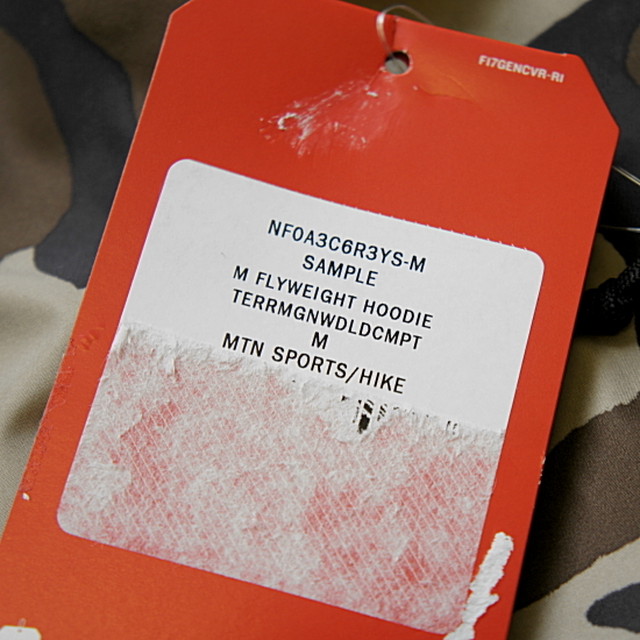 FI7GENCVR-RI
NF0A3C6R3YS-M
SAMPLE
M FLYWEIGHT HOODIE
TERRMGNWDLDCMPT
M
MTN SPORTS/HIKE